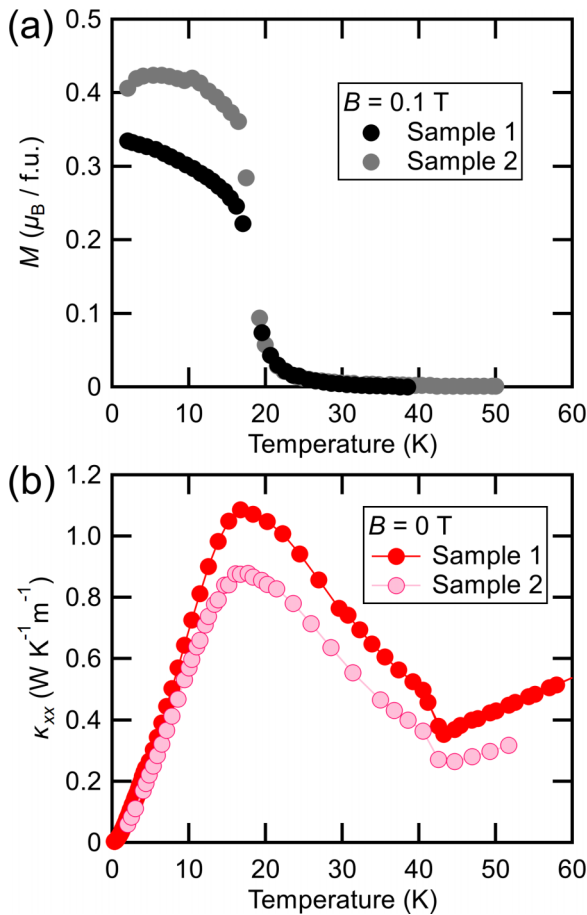 (a)
0.5
0.4
0.3
0.2
0.1
0
M (μB / f.u.)
B = 0.1 T
Sample 1
Sample 2
0 10 20 30 40 50 60
Temperature (K)
(b)
1.2
1.0
0.8
0.6
0.4
0.2
0
κxx (W K⁻¹m⁻¹)
B = 0 T
Sample 1
Sample 2
0 10 20 30 40 50 60
Temperature (K)